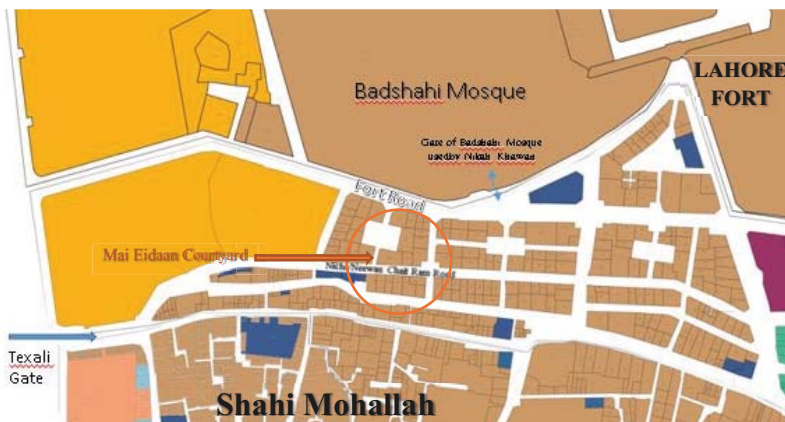 Badshahi Mosque
LAHORE
FORT
Gate of Badshahi Mosque
used by Nikah Khawan
Fort Road
Mai Eidaan Courtyard
Chait Ram Road
Texali
Gate
Shahi Mohallah